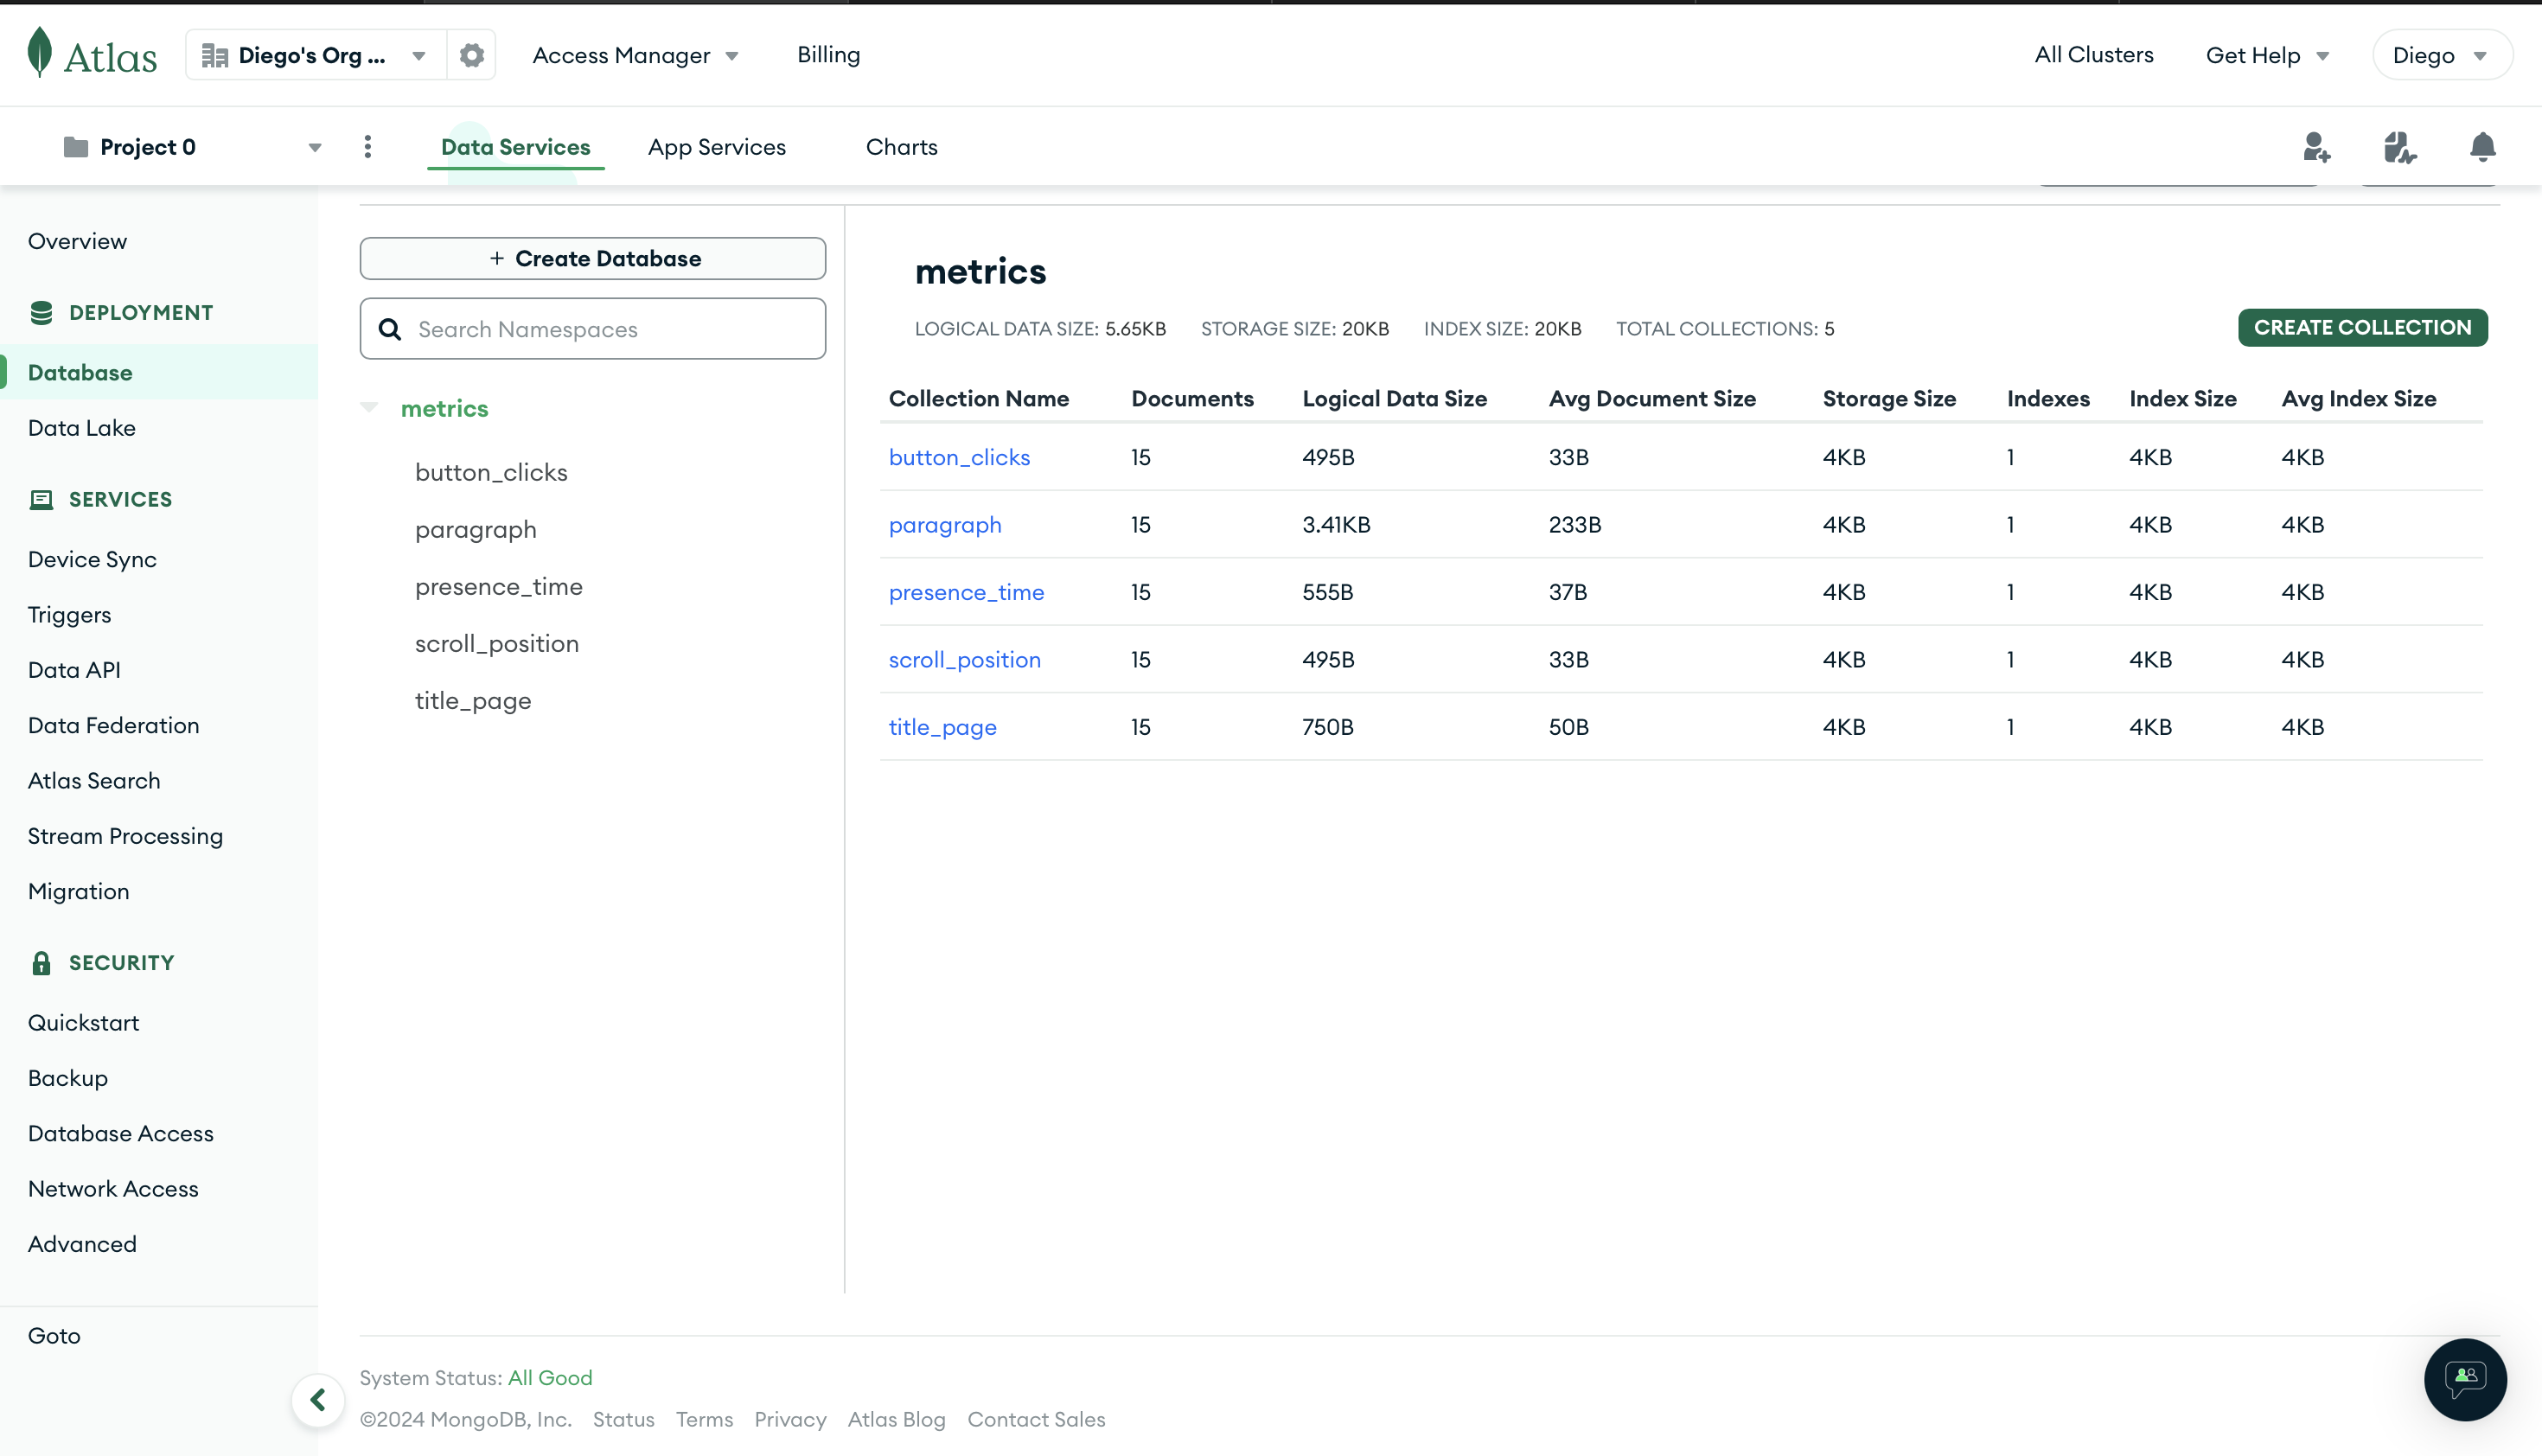 Atlas
Diego's Org ...
Access Manager
Billing
All Clusters
Get Help
Diego
Project 0
Data Services
App Services
Charts
Overview
DEPLOYMENT
Database
Data Lake
SERVICES
Device Sync
Triggers
Data API
Data Federation
Atlas Search
Stream Processing
Migration
SECURITY
Quickstart
Backup
Database Access
Network Access
Advanced
Goto
+ Create Database
Search Namespaces
metrics
button_clicks
paragraph
presence_time
scroll_position
title_page
metrics
LOGICAL DATA SIZE: 5.65KB STORAGE SIZE: 20KB INDEX SIZE: 20KB TOTAL COLLECTIONS: 5
CREATE COLLECTION
Collection Name Documents Logical Data Size Avg Document Size Storage Size Indexes Index Size Avg Index Size
button_clicks 15 495B 33B 4KB 1 4KB 4KB
paragraph 15 3.41KB 233B 4KB 1 4KB 4KB
presence_time 15 555B 37B 4KB 1 4KB 4KB
scroll_position 15 495B 33B 4KB 1 4KB 4KB
title_page 15 750B 50B 4KB 1 4KB 4KB
System Status: All Good
©2024 MongoDB, Inc. Status Terms Privacy Atlas Blog Contact Sales